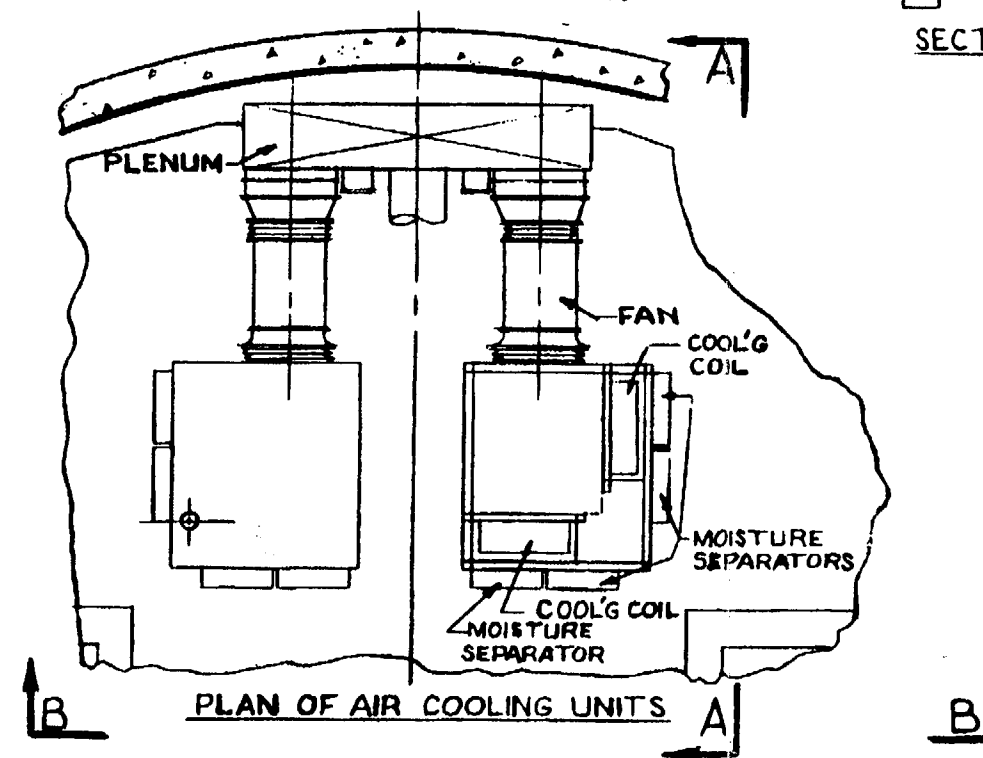 SECT
A
PLENUM
FAN
COOL'G
COIL
MOISTURE
SEPARATORS
COOL'G COIL
MOISTURE
SEPARATOR
PLAN OF AIR COOLING UNITS
B
A
B